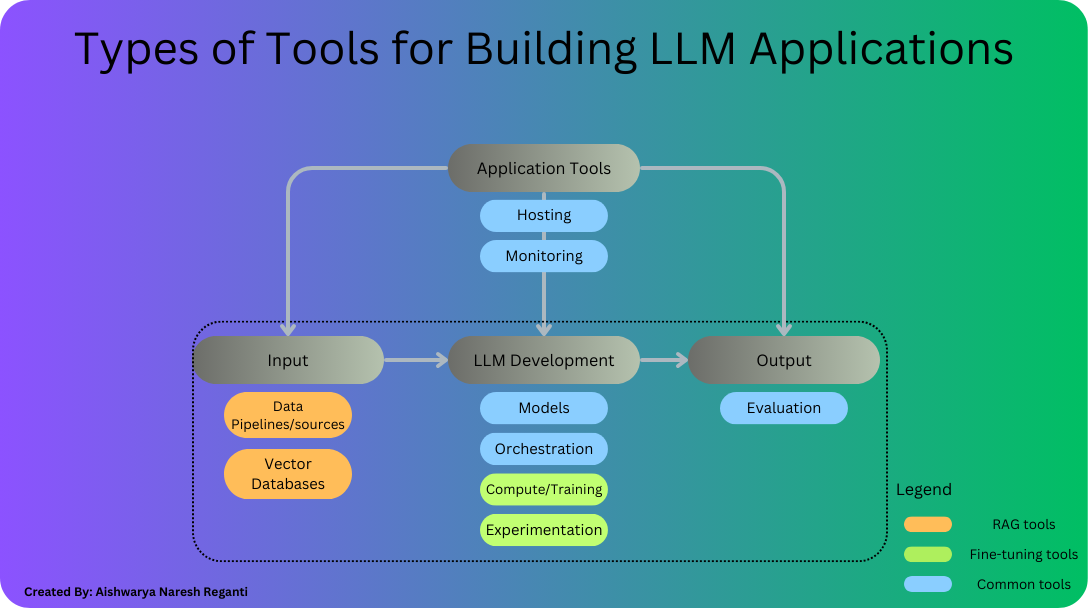 Types of Tools for Building LLM Applications
Application Tools
Hosting
Monitoring
Input
LLM Development
Output
Data
Pipelines/sources
Vector
Databases
Models
Orchestration
Compute/Training
Experimentation
Evaluation
Legend
RAG tools
Fine-tuning tools
Common tools
Created By: Aishwarya Naresh Reganti